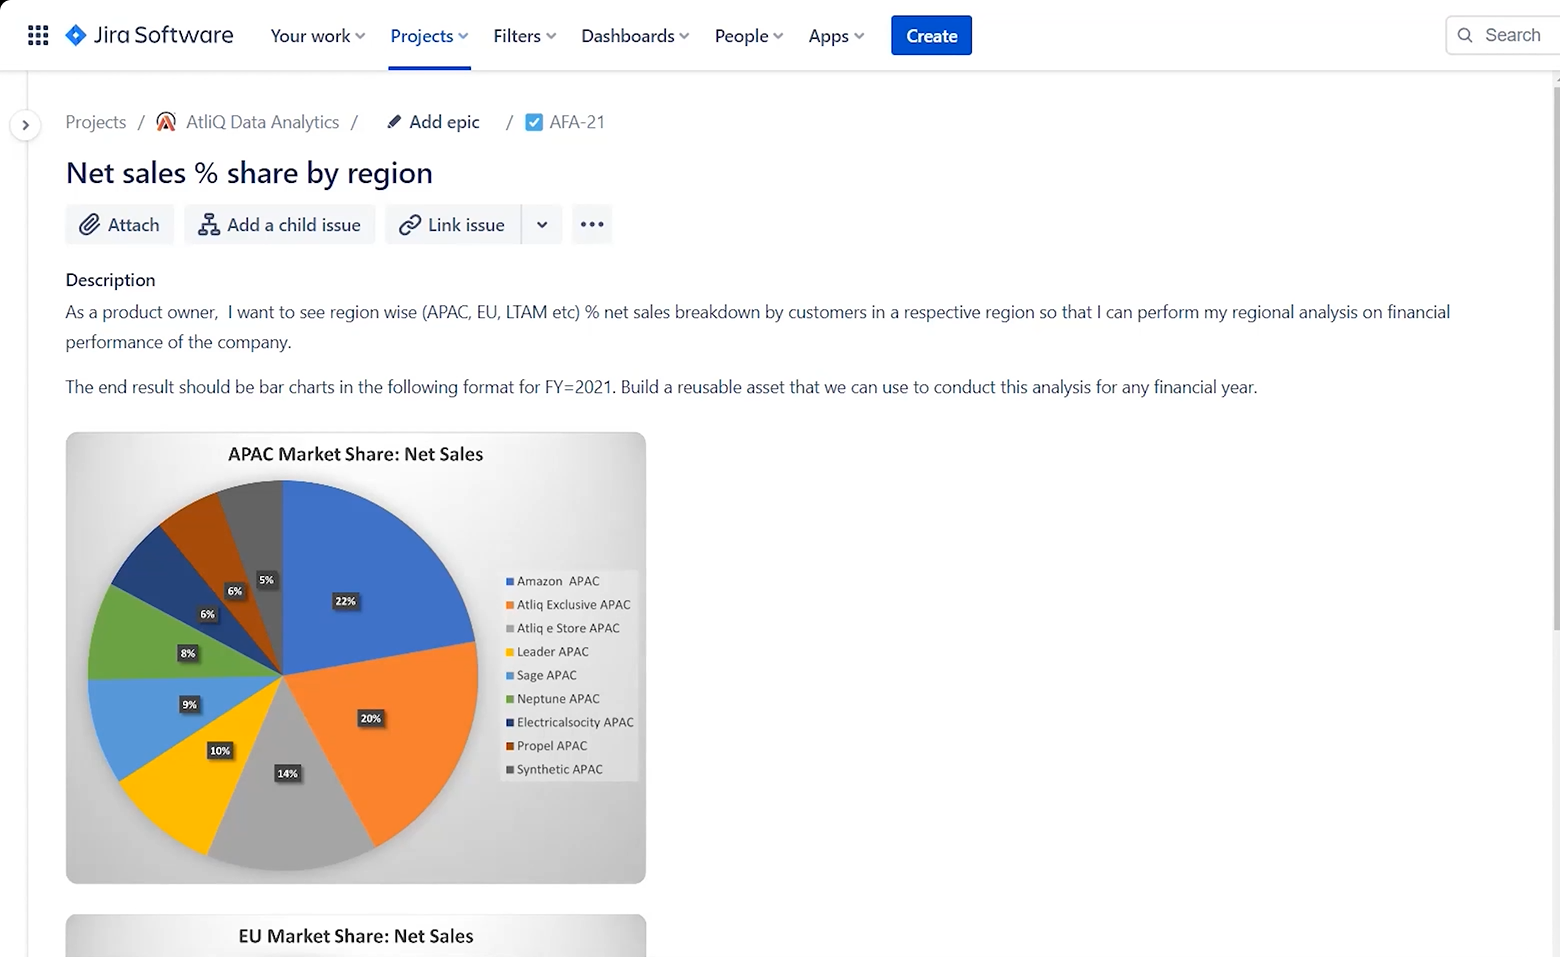 Jira Software Your work Projects Filters Dashboards People Apps Create Search
Projects / AtliQ Data Analytics / Add epic / AFA-21
Net sales % share by region
Attach Add a child issue Link issue
Description
As a product owner,  I want to see region wise (APAC, EU, LTAM etc) % net sales breakdown by customers in a respective region so that I can perform my regional analysis on financial
performance of the company.
The end result should be bar charts in the following format for FY=2021. Build a reusable asset that we can use to conduct this analysis for any financial year.
APAC Market Share: Net Sales
5%
6%
22%
6%
8%
9%
20%
10%
14%
Amazon  APAC
Atliq Exclusive APAC
Atliq e Store APAC
Leader APAC
Sage APAC
Neptune APAC
Electricalsocity APAC
Propel APAC
Synthetic APAC
EU Market Share: Net Sales